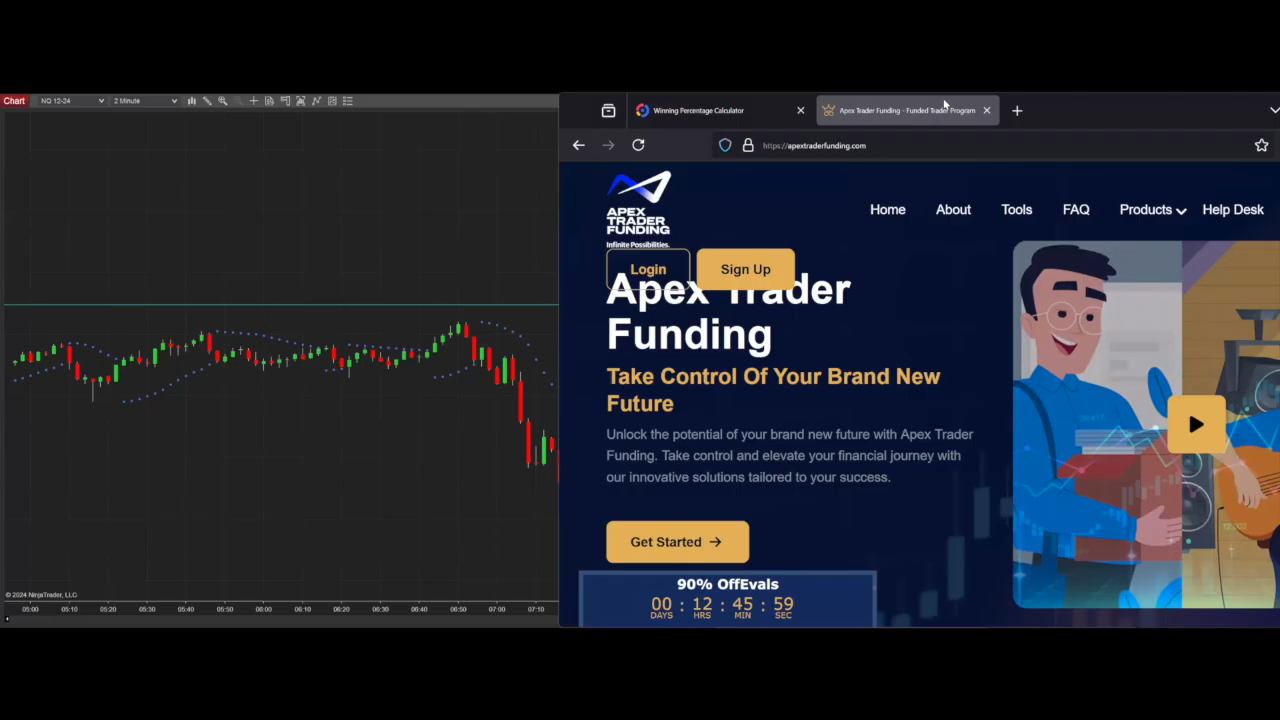 Chart
NQ 12-24
2 Minute
© 2024 NinjaTrader, LLC
05:00 05:10 05:20 05:30 05:40 05:50 06:00 06:10 06:20 06:30 06:40 06:50 07:00 07:10
Winning Percentage Calculator
Apex Trader Funding - Funded Trader Program
https://apextraderfunding.com
APEX
TRADER
FUNDING
Infinite Possibilities.
Home About Tools FAQ Products Help Desk
Login Sign Up
Apex Trader
Funding
Take Control Of Your Brand New
Future
Unlock the potential of your brand new future with Apex Trader
Funding. Take control and elevate your financial journey with
our innovative solutions tailored to your success.
Get Started →
90% OffEvals
00 : 12 : 45 : 59
DAYS HRS MIN SEC